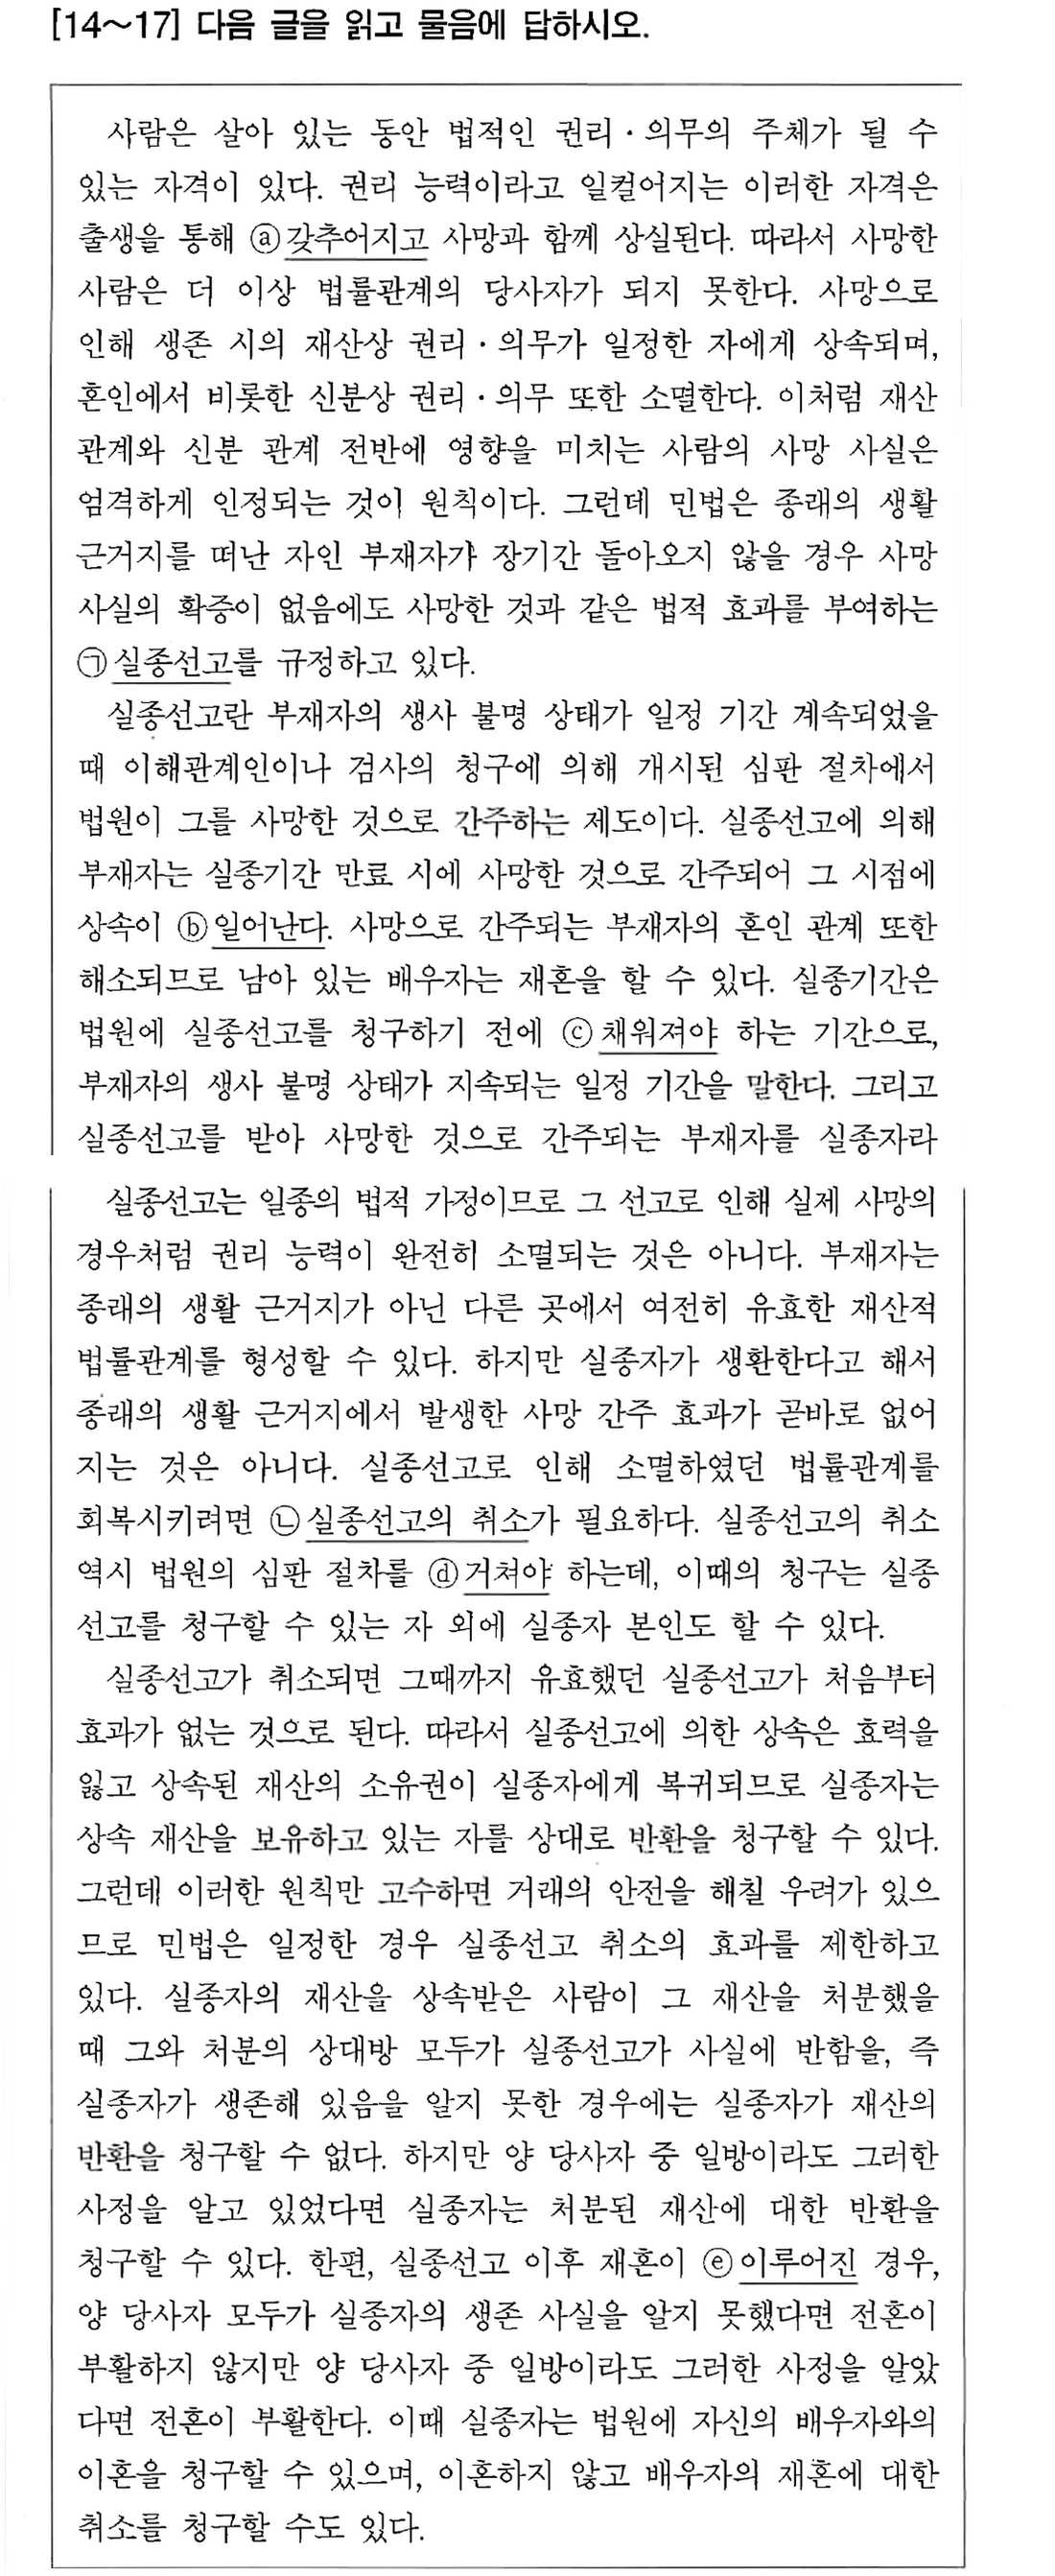 [14~17] 다음 글을 읽고 물음에 답하시오.
사람은 살아 있는 동안 법적인 권리·의무의 주체가 될 수
있는 자격이 있다. 권리 능력이라고 일컬어지는 이러한 자격은
출생을 통해 ⓐ갖추어지고 사망과 함께 상실된다. 따라서 사망한
사람은 더 이상 법률관계의 당사자가 되지 못한다. 사망으로
인해 생존 시의 재산상 권리·의무가 일정한 자에게 상속되며,
혼인에서 비롯한 신분상 권리·의무 또한 소멸한다. 이처럼 재산
관계와 신분 관계 전반에 영향을 미치는 사람의 사망 사실은
엄격하게 인정되는 것이 원칙이다. 그런데 민법은 종래의 생활
근거지를 떠난 자인 부재자가 장기간 돌아오지 않을 경우 사망
사실의 확증이 없음에도 사망한 것과 같은 법적 효과를 부여하는
㉠실종선고를 규정하고 있다.
실종선고란 부재자의 생사 불명 상태가 일정 기간 계속되었을
때 이해관계인이나 검사의 청구에 의해 개시된 심판 절차에서
법원이 그를 사망한 것으로 간주하는 제도이다. 실종선고에 의해
부재자는 실종기간 만료 시에 사망한 것으로 간주되어 그 시점에
상속이 ⓑ일어난다. 사망으로 간주되는 부재자의 혼인 관계 또한
해소되므로 남아 있는 배우자는 재혼을 할 수 있다. 실종기간은
법원에 실종선고를 청구하기 전에 ⓒ채워져야 하는 기간으로,
부재자의 생사 불명 상태가 지속되는 일정 기간을 말한다. 그리고
실종선고를 받아 사망한 것으로 간주되는 부재자를 실종자라
실종선고는 일종의 법적 가정이므로 그 선고로 인해 실제 사망의
경우처럼 권리 능력이 완전히 소멸되는 것은 아니다. 부재자는
종래의 생활 근거지가 아닌 다른 곳에서 여전히 유효한 재산적
법률관계를 형성할 수 있다. 하지만 실종자가 생환한다고 해서
종래의 생활 근거지에서 발생한 사망 간주 효과가 곧바로 없어
지는 것은 아니다. 실종선고로 인해 소멸하였던 법률관계를
회복시키려면 ㉡실종선고의 취소가 필요하다. 실종선고의 취소
역시 법원의 심판 절차를 ⓓ거쳐야 하는데, 이때의 청구는 실종
선고를 청구할 수 있는 자 외에 실종자 본인도 할 수 있다.
실종선고가 취소되면 그때까지 유효했던 실종선고가 처음부터
효과가 없는 것으로 된다. 따라서 실종선고에 의한 상속은 효력을
잃고 상속된 재산의 소유권이 실종자에게 복귀되므로 실종자는
상속 재산을 보유하고 있는 자를 상대로 반환을 청구할 수 있다.
그런데 이러한 원칙만 고수하면 거래의 안전을 해칠 우려가 있으
므로 민법은 일정한 경우 실종선고 취소의 효과를 제한하고
있다. 실종자의 재산을 상속받은 사람이 그 재산을 처분했을
때 그와 처분의 상대방 모두가 실종선고가 사실에 반함을, 즉
실종자가 생존해 있음을 알지 못한 경우에는 실종자가 재산의
반환을 청구할 수 없다. 하지만 양 당사자 중 일방이라도 그러한
사정을 알고 있었다면 실종자는 처분된 재산에 대한 반환을
청구할 수 있다. 한편, 실종선고 이후 재혼이 ⓔ이루어진 경우,
양 당사자 모두가 실종자의 생존 사실을 알지 못했다면 전혼이
부활하지 않지만 양 당사자 중 일방이라도 그러한 사정을 알았
다면 전혼이 부활한다. 이때 실종자는 법원에 자신의 배우자와의
이혼을 청구할 수 있으며, 이혼하지 않고 배우자의 재혼에 대한
취소를 청구할 수도 있다.